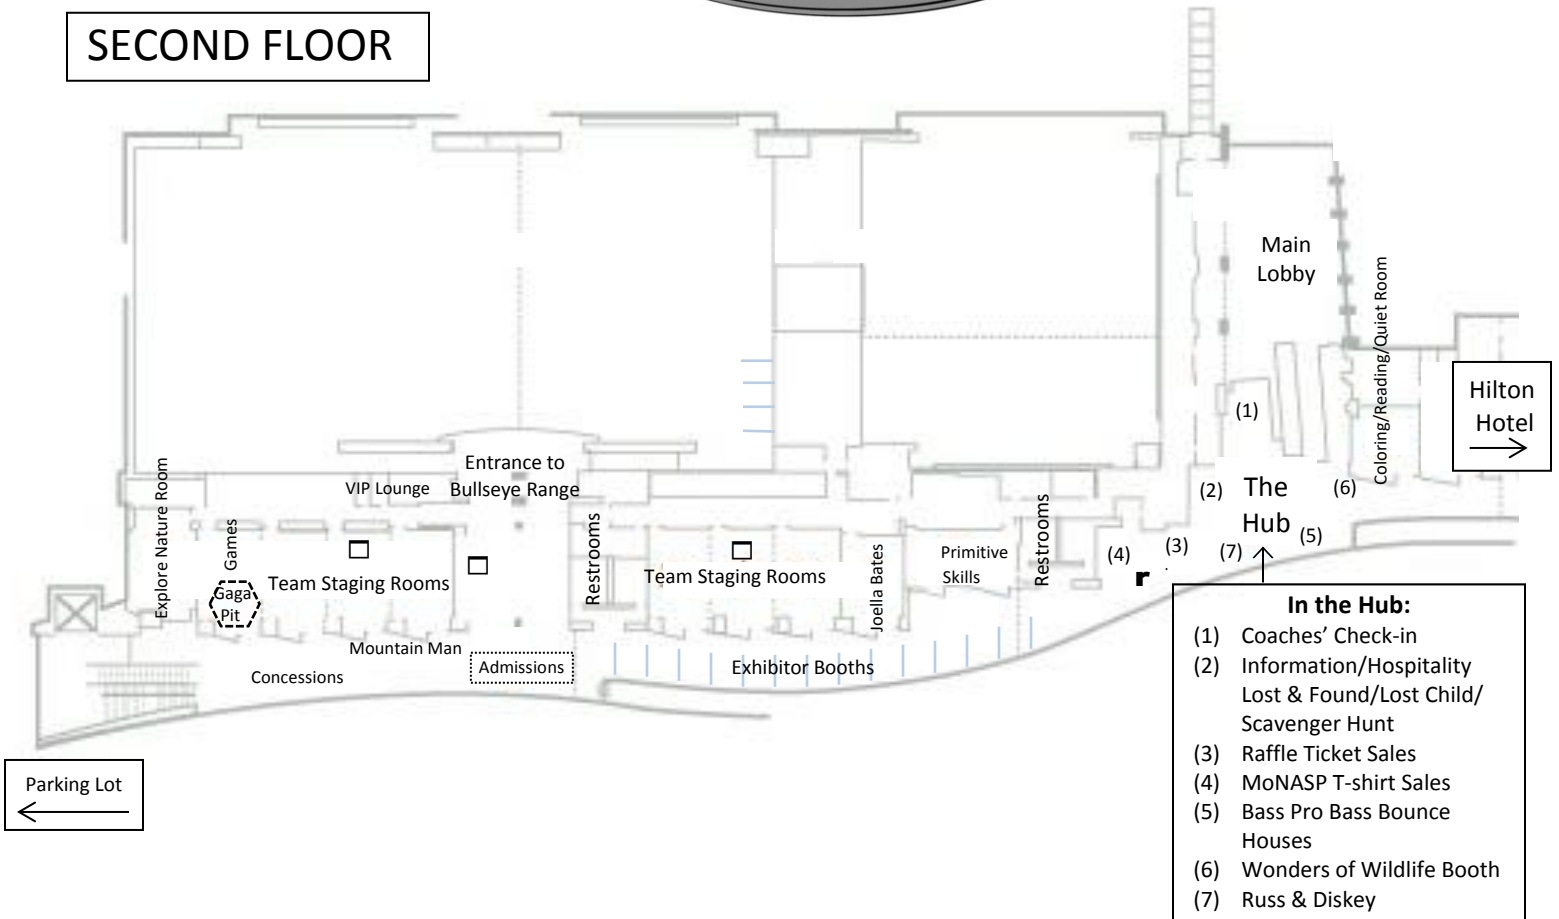 SECOND FLOOR
Main
Lobby
Coloring/Reading/Quiet Room
Hilton
Hotel
(1)
Entrance to
Bullseye Range
VIP Lounge
Explore Nature Room
Games
Gaga
Pit
Team Staging Rooms
Restrooms
Team Staging Rooms
Joella Bates
Primitive
Skills
Restrooms
(2)
The
Hub
(6)
(4)
(3)
(7)
(5)
Mountain Man
Concessions
Admissions
Exhibitor Booths
Parking Lot
In the Hub:
(1) Coaches’ Check-in
(2) Information/Hospitality
Lost & Found/Lost Child/
Scavenger Hunt
(3) Raffle Ticket Sales
(4) MoNASP T-shirt Sales
(5) Bass Pro Bass Bounce
Houses
(6) Wonders of Wildlife Booth
(7) Russ & Diskey